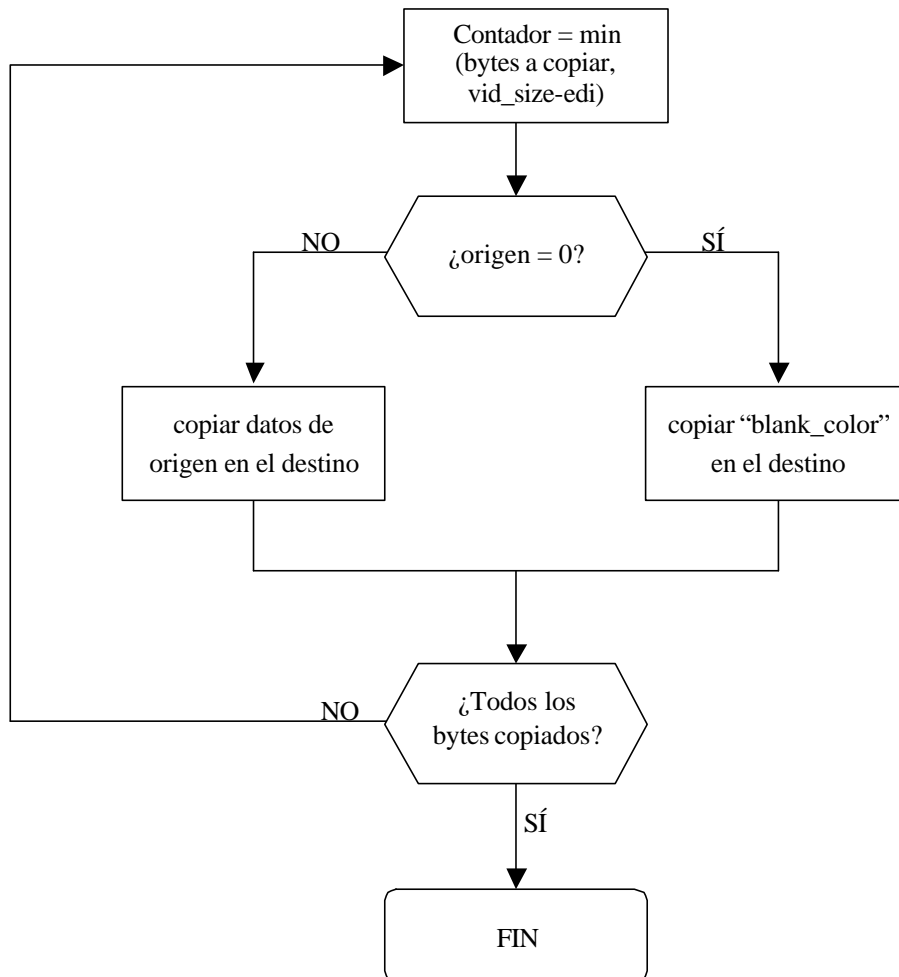 Contador = min
(bytes a copiar,
vid_size-edi)
¿origen = 0?
NO
SÍ
copiar datos de
origen en el destino
copiar “blank_color”
en el destino
¿Todos los
bytes copiados?
NO
SÍ
FIN